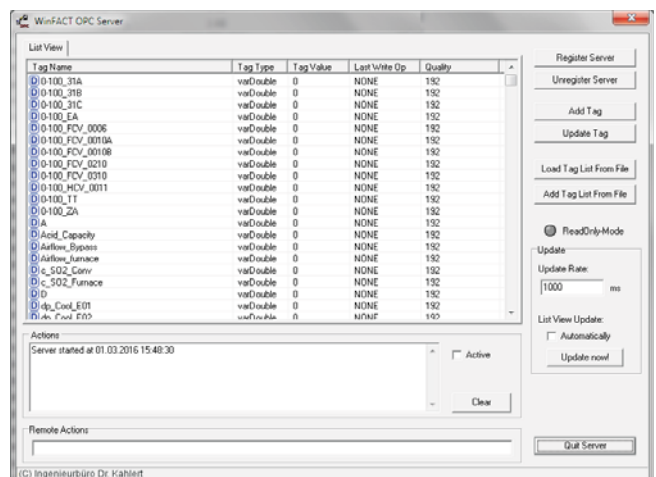 WinFACT OPC Server
List View
Tag Name Tag Type Tag Value Last Write Op Quality
D 0-100_31A varDouble 0 NONE 192
D 0-100_31B varDouble 0 NONE 192
D 0-100_31C varDouble 0 NONE 192
D 0-100_EA varDouble 0 NONE 192
D 0-100_FCV_0006 varDouble 0 NONE 192
D 0-100_FCV_0010A varDouble 0 NONE 192
D 0-100_FCV_0010B varDouble 0 NONE 192
D 0-100_FCV_0210 varDouble 0 NONE 192
D 0-100_FCV_0310 varDouble 0 NONE 192
D 0-100_HCV_0011 varDouble 0 NONE 192
D 0-100_TT varDouble 0 NONE 192
D 0-100_ZA varDouble 0 NONE 192
D A varDouble 0 NONE 192
D Acid_Capacity varDouble 0 NONE 192
D Airflow_Bypass varDouble 0 NONE 192
D Airflow_furnace varDouble 0 NONE 192
D c_SO2_Conv varDouble 0 NONE 192
D c_SO2_Furnace varDouble 0 NONE 192
D D varDouble 0 NONE 192
D dp_Cool_E01 varDouble 0 NONE 192
D dp_Cool_E02 varDouble 0 NONE 192
Register Server
Unregister Server
Add Tag
Update Tag
Load Tag List From File
Add Tag List From File
ReadOnly-Mode
Update
Update Rate:
1000 ms
List View Update:
Automatically
Update now!
Actions
Server started at 01.03.2016 15:48:30
Active
Clear
Remote Actions
Quit Server
(C) Ingenieurbüro Dr. Kahlert